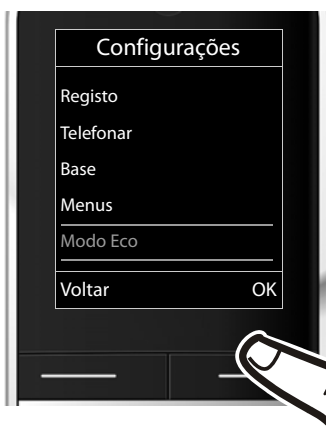 Configurações
Registo
Telefonar
Base
Menus
Modo Eco
Voltar OK